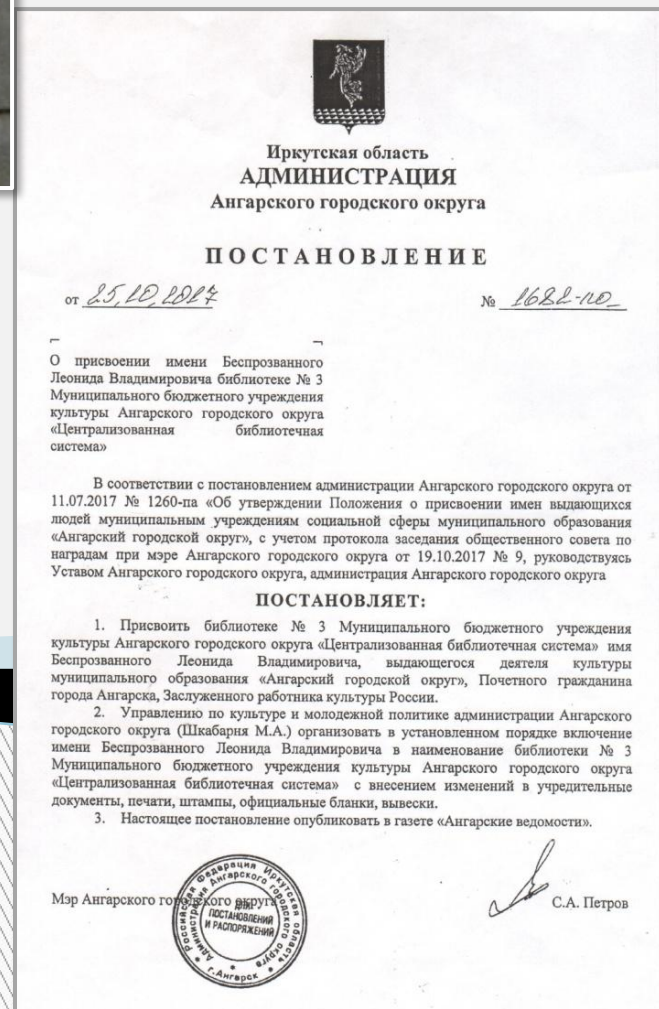 Иркутская область
АДМИНИСТРАЦИЯ
Ангарского городского округа
ПОСТАНОВЛЕНИЕ
от 25.10.2017 № 1682-па
О присвоении имени Беспрозванного
Леонида Владимировича библиотеке № 3
Муниципального бюджетного учреждения
культуры Ангарского городского округа
«Централизованная библиотечная
система»
В соответствии с постановлением администрации Ангарского городского округа от
11.07.2017 № 1260-па «Об утверждении Положения о присвоении имен выдающихся
людей муниципальным учреждениям социальной сферы муниципального образования
«Ангарский городской округ», с учетом протокола заседания общественного совета по
наградам при мэре Ангарского городского округа от 19.10.2017 № 9, руководствуясь
Уставом Ангарского городского округа, администрация Ангарского городского округа
ПОСТАНОВЛЯЕТ:
1. Присвоить библиотеке № 3 Муниципального бюджетного учреждения
культуры Ангарского городского округа «Централизованная библиотечная система» имя
Беспрозванного Леонида Владимировича, выдающегося деятеля культуры
муниципального образования «Ангарский городской округ», Почетного гражданина
города Ангарска, Заслуженного работника культуры России.
2. Управлению по культуре и молодежной политике администрации Ангарского
городского округа (Шкабарня М.А.) организовать в установленном порядке включение
имени Беспрозванного Леонида Владимировича в наименование библиотеки № 3
Муниципального бюджетного учреждения культуры Ангарского городского округа
«Централизованная библиотечная система» с внесением изменений в учредительные
документы, печати, штампы, официальные бланки, вывески.
3. Настоящее постановление опубликовать в газете «Ангарские ведомости».
Мэр Ангарского городского округа С.А. Петров
Российская Федерация Иркутская область
Администрация Ангарского городского округа
ДЛЯ
ПОСТАНОВЛЕНИЙ
И РАСПОРЯЖЕНИЙ
г.Ангарск